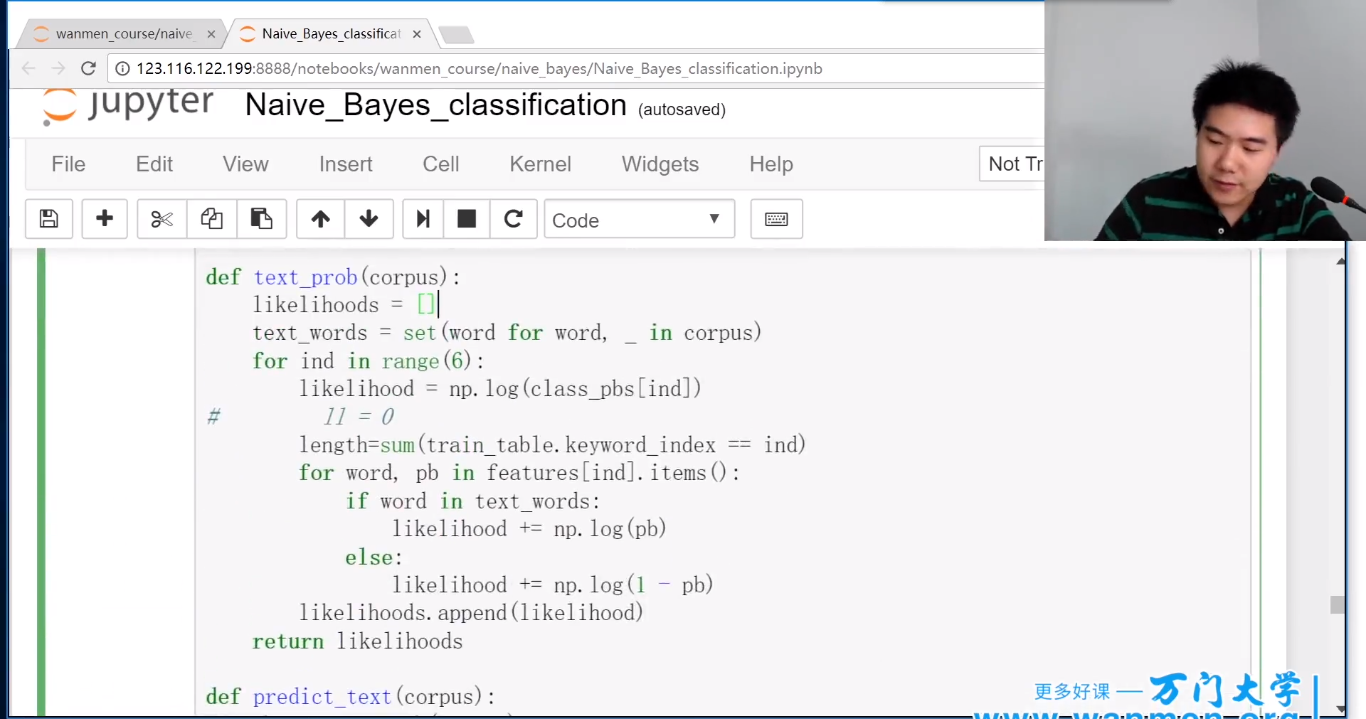 wanmen_course/naive_
Naive_Bayes_classificat
123.116.122.199:8888/notebooks/wanmen_course/naive_bayes/Naive_Bayes_classification.ipynb
jupyter Naive_Bayes_classification (autosaved)
File Edit View Insert Cell Kernel Widgets Help Not Tr
Code
def text_prob(corpus):
    likelihoods = []
    text_words = set(word for word, _ in corpus)
    for ind in range(6):
        likelihood = np.log(class_pbs[ind])
#         ll = 0
        length=sum(train_table.keyword_index == ind)
        for word, pb in features[ind].items():
            if word in text_words:
                likelihood += np.log(pb)
            else:
                likelihood += np.log(1 - pb)
        likelihoods.append(likelihood)
    return likelihoods
def predict_text(corpus):
更多好课 — 万门大学
www.wanmen.org